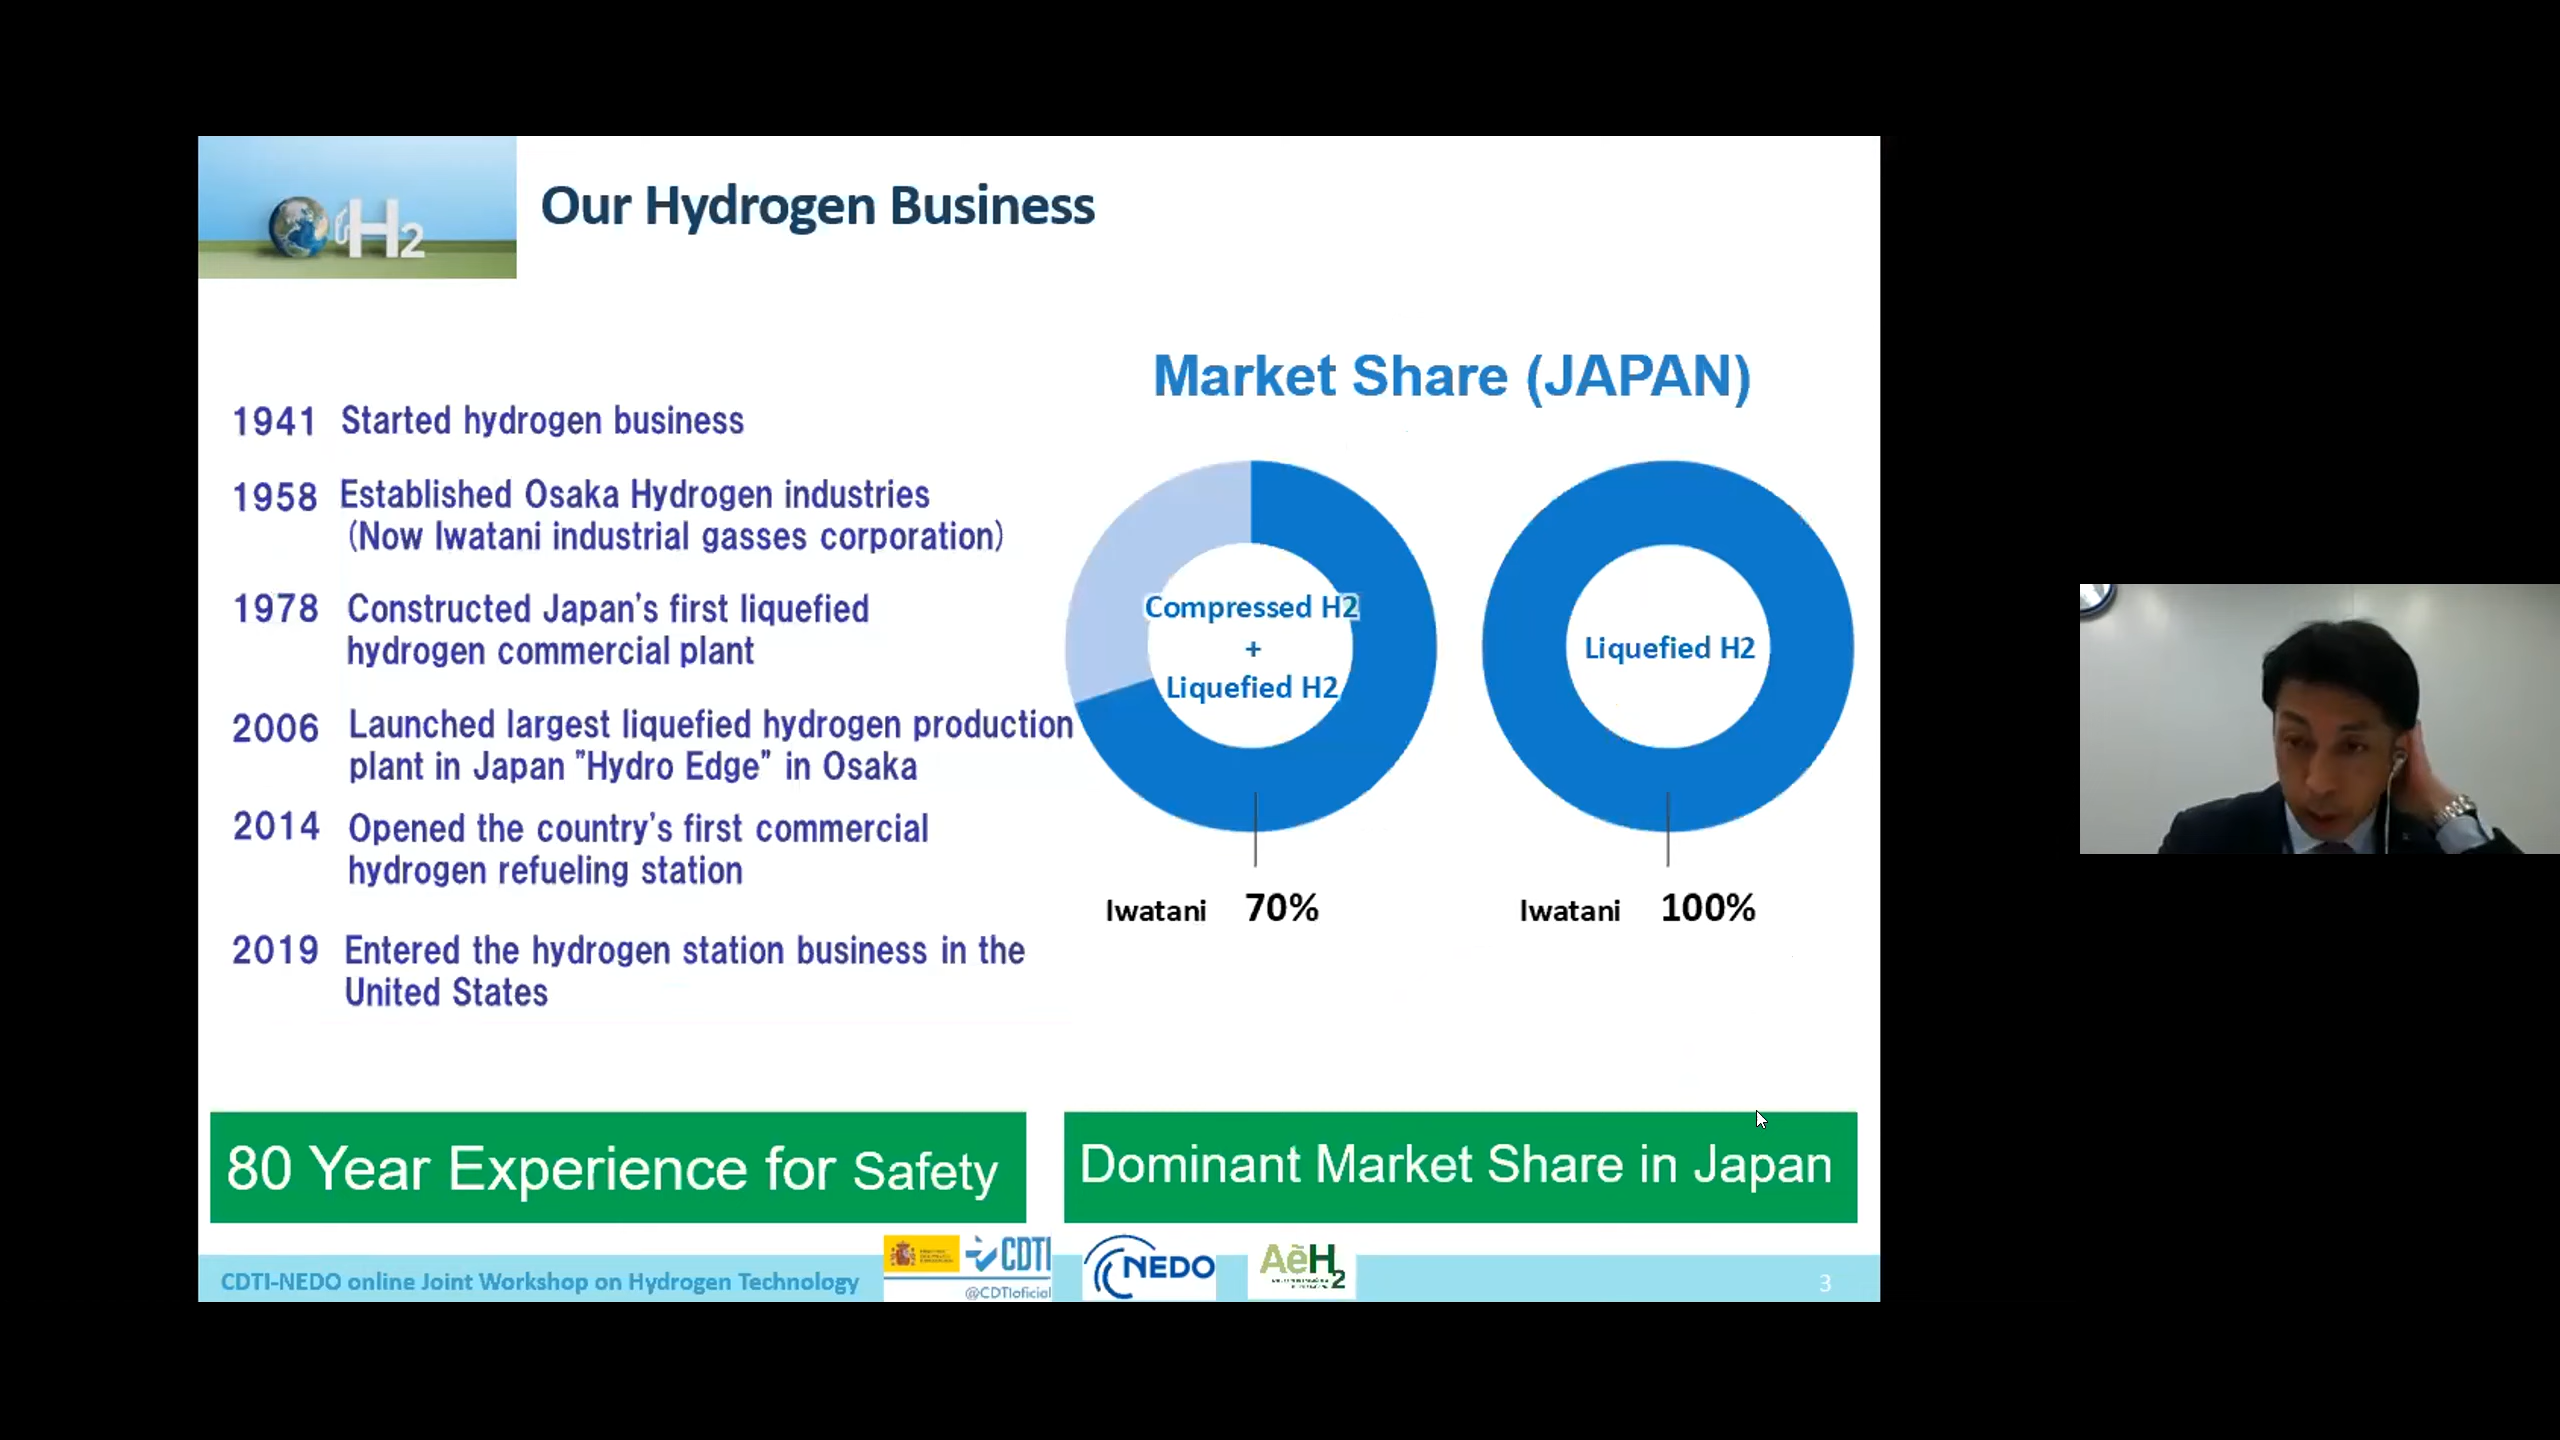 H2
Our Hydrogen Business
1941 Started hydrogen business
1958 Established Osaka Hydrogen industries
(Now Iwatani industrial gasses corporation)
1978 Constructed Japan's first liquefied
hydrogen commercial plant
2006 Launched largest liquefied hydrogen production
plant in Japan "Hydro Edge" in Osaka
2014 Opened the country's first commercial
hydrogen refueling station
2019 Entered the hydrogen station business in the
United States
Market Share (JAPAN)
Compressed H2
+
Liquefied H2
Iwatani 70%
Liquefied H2
Iwatani 100%
80 Year Experience for Safety
Dominant Market Share in Japan
CDTI-NEDO online Joint Workshop on Hydrogen Technology
CDTI
@CDTIoficial
NEDO
AeH2
3